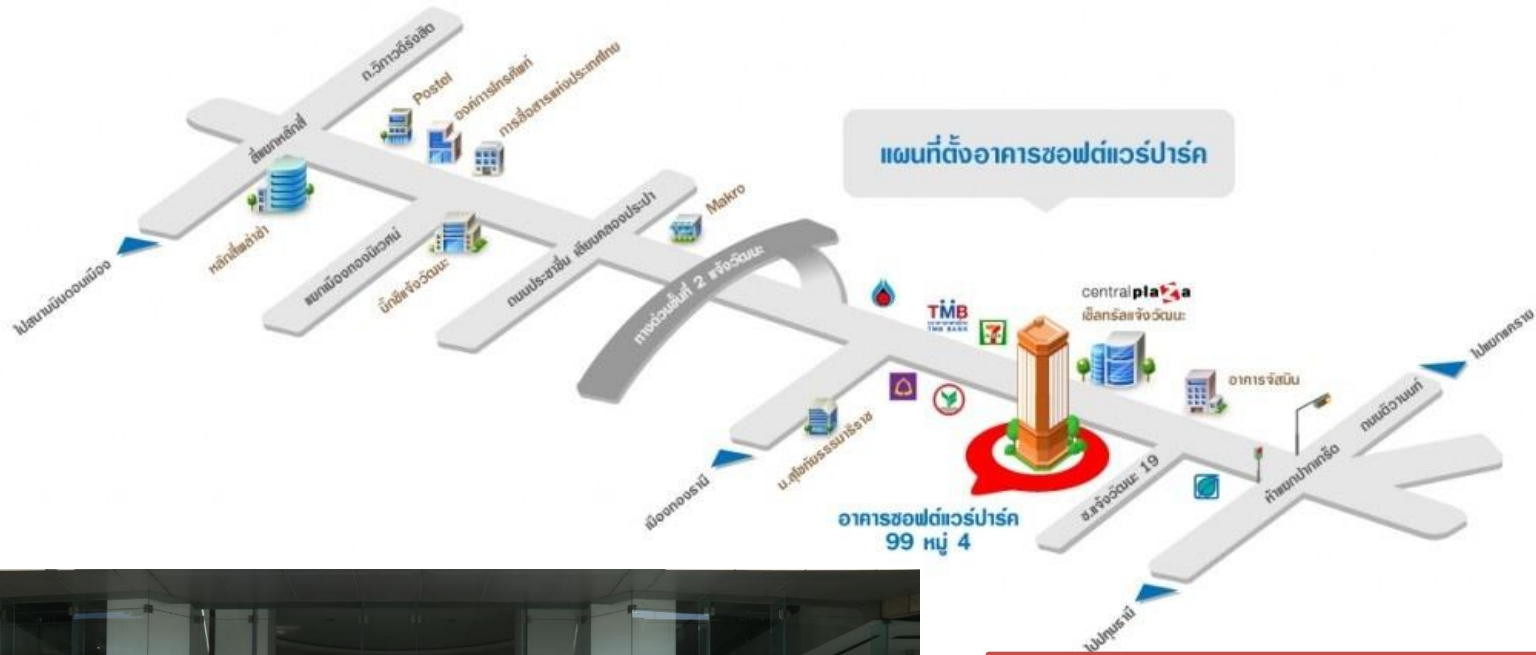 ถ.วิภาวดีรังสิต
Postel
องค์การโทรศัพท์
การสื่อสารแห่งประเทศไทย
สี่แยกหลักสี่
แผนที่ตั้งอาคารซอฟต์แวร์ปาร์ค
หลักสี่พลาซ่า
ไปสนามบินดอนเมือง
แยกเมืองทองนิเวศน์
บิ๊กซีแจ้งวัฒนะ
ถนนประชาชื่น เลียบคลองประปา
Makro
ทางด่วนขั้นที่ 2 แจ้งวัฒนะ
TMB
TMB BANK
7
centralplaza
เซ็ลทรัลแจ้งวัฒนะ
ไปแยกแคราย
อาคารจัสมิน
ถนนติวานนท์
ม.สุโขทัยธรรมาธิราช
เมืองทองธานี
ห้าแยกปากเกร็ด
ซ.แจ้งวัฒนะ 19
อาคารซอฟต์แวร์ปาร์ค
99 หมู่ 4
ไปปทุมธานี